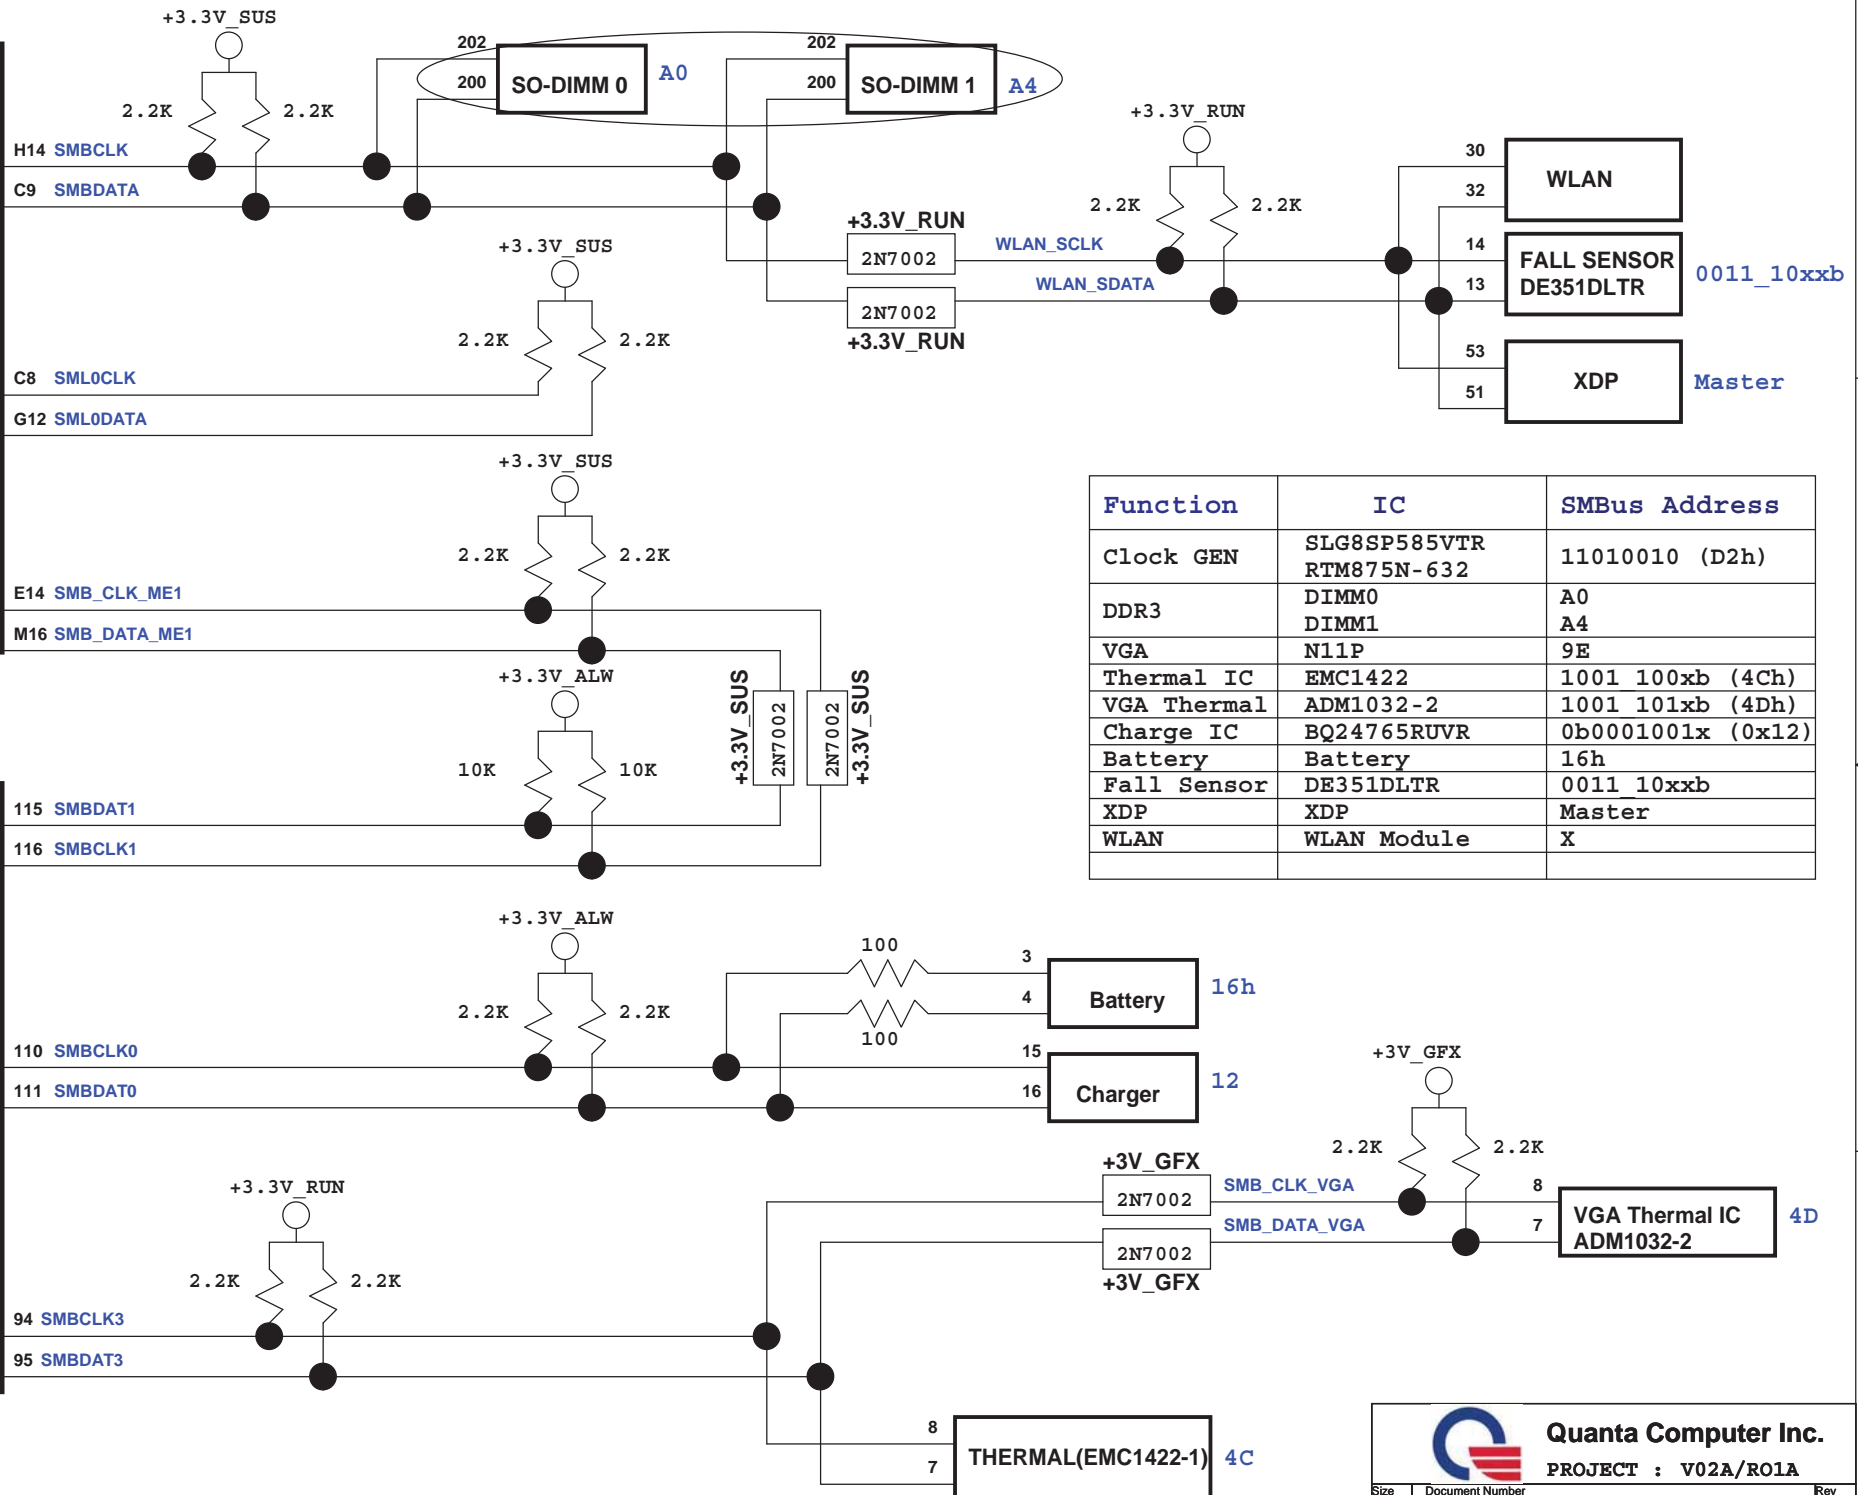 +3.3V_SUS
2.2K 2.2K
202
200
SO-DIMM 0
A0
202
200
SO-DIMM 1
A4
H14 SMBCLK
C9 SMBDATA
+3.3V_RUN
2.2K 2.2K
+3.3V_RUN
2N7002
WLAN_SCLK
WLAN_SDATA
2N7002
+3.3V_RUN
30
32
WLAN
14
13
FALL SENSOR
DE351DLTR
0011_10xxb
53
51
XDP
Master
+3.3V_SUS
2.2K 2.2K
C8 SML0CLK
G12 SML0DATA
+3.3V_SUS
2.2K 2.2K
E14 SMB_CLK_ME1
M16 SMB_DATA_ME1
+3.3V_ALW
10K 10K
+3.3V_SUS
2N7002
2N7002
+3.3V_SUS
115 SMBDAT1
116 SMBCLK1
Function IC SMBus Address
Clock GEN SLG8SP585VTR 11010010 (D2h)
RTM875N-632
DDR3 DIMM0 A0
DIMM1 A4
VGA N11P 9E
Thermal IC EMC1422 1001_100xb (4Ch)
VGA Thermal ADM1032-2 1001_101xb (4Dh)
Charge IC BQ24765RUVR 0b0001001x (0x12)
Battery Battery 16h
Fall Sensor DE351DLTR 0011_10xxb
XDP XDP Master
WLAN WLAN Module X
+3.3V_ALW
2.2K 2.2K
100
100
3
4
Battery
16h
110 SMBCLK0
111 SMBDAT0
15
16
Charger
12
+3V_GFX
2.2K 2.2K
+3V_GFX
2N7002
SMB_CLK_VGA
SMB_DATA_VGA
2N7002
+3V_GFX
8
7
VGA Thermal IC
ADM1032-2
4D
+3.3V_RUN
2.2K 2.2K
94 SMBCLK3
95 SMBDAT3
8
7
THERMAL(EMC1422-1)
4C
Quanta Computer Inc.
PROJECT : V02A/RO1A
Size Document Number Rev